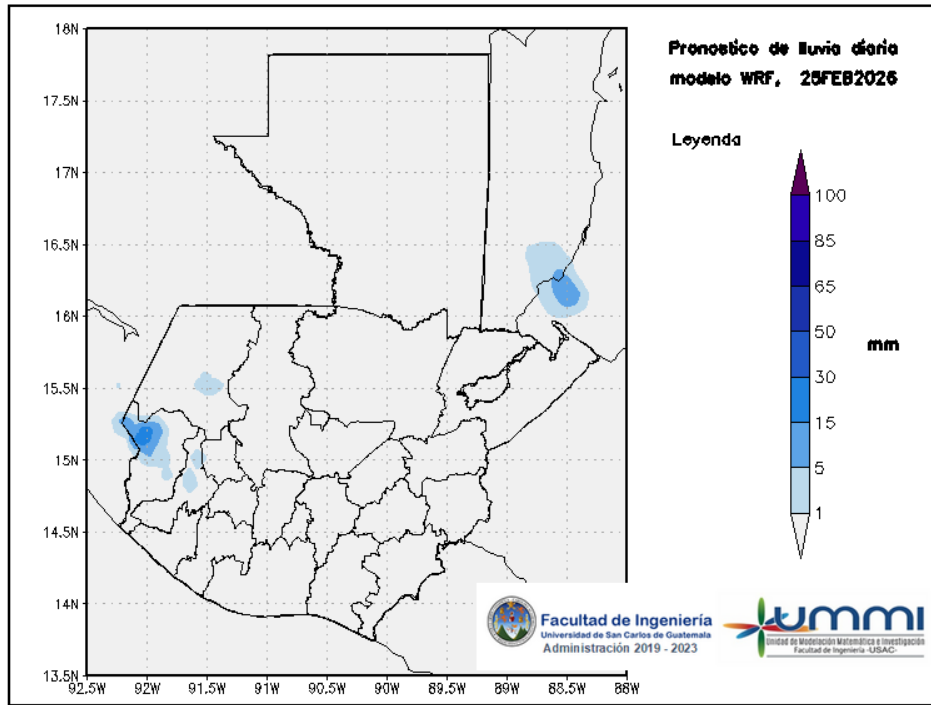 Pronostico de lluvia diaria
modelo WRF, 25FEB2026
Leyenda
100
85
65
50
30
15
5
1
mm
18N
17.5N
17N
16.5N
16N
15.5N
15N
14.5N
14N
13.5N
92.5W
92W
91.5W
91W
90.5W
90W
89.5W
89W
88.5W
88W
Facultad de Ingeniería
Universidad de San Carlos de Guatemala
Administración 2019 - 2023
UMMI
Unidad de Modelación Matemática e Investigación
Facultad de Ingeniería -USAC-